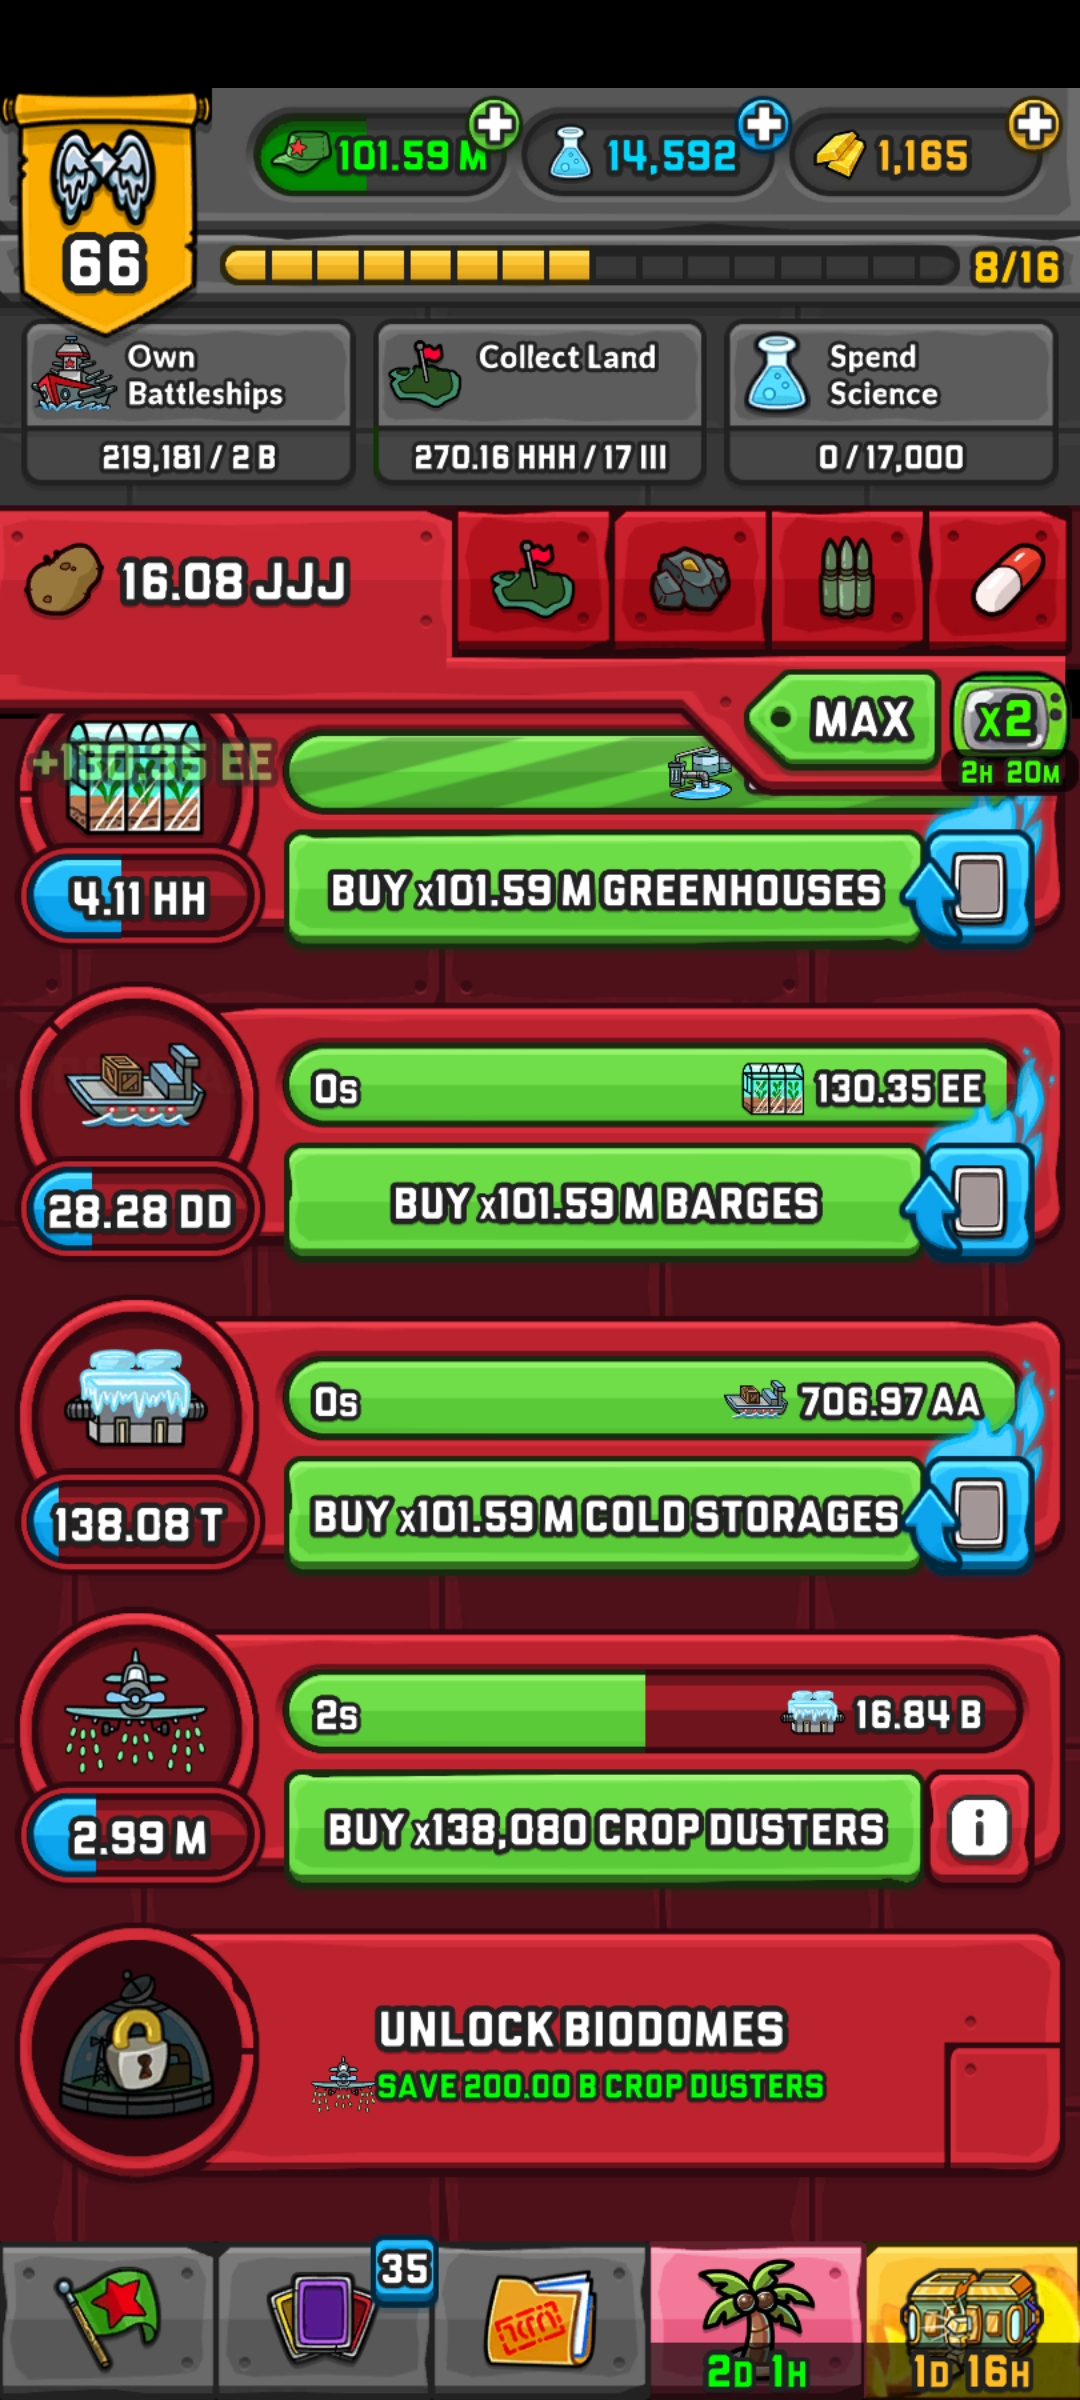 101.59 M
14,592
1,165
66
8/16
Own
Battleships
219,181 / 2 B
Collect Land
270.16 HHH / 17 III
Spend
Science
0 / 17,000
16.08 JJJ
MAX
x2
2H 20M
+130.35 EE
4.11 HH
BUY x101.59 M GREENHOUSES
0s
130.35 EE
28.28 DD
BUY x101.59 M BARGES
0s
706.97 AA
138.08 T
BUY x101.59 M COLD STORAGES
2s
16.84 B
2.99 M
BUY x138,080 CROP DUSTERS
i
UNLOCK BIODOMES
SAVE 200.00 B CROP DUSTERS
35
2D 1H
1D 16H